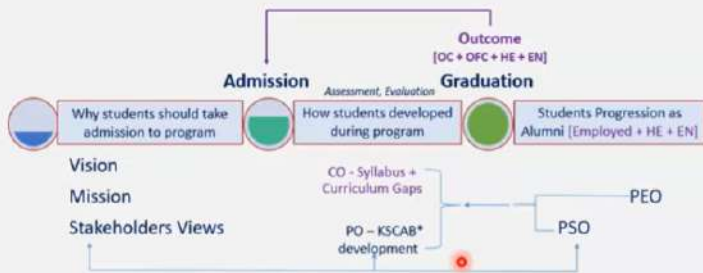 Outcome
[OC + OFC + HE + EN]
Admission
Assessment, Evaluation
Graduation
Why students should take
admission to program
How students developed
during program
Students Progression as
Alumni [Employed + HE + EN]
Vision
Mission
Stakeholders Views
CO - Syllabus +
Curriculum Gaps
PO – KSCAB*
development
PEO
PSO